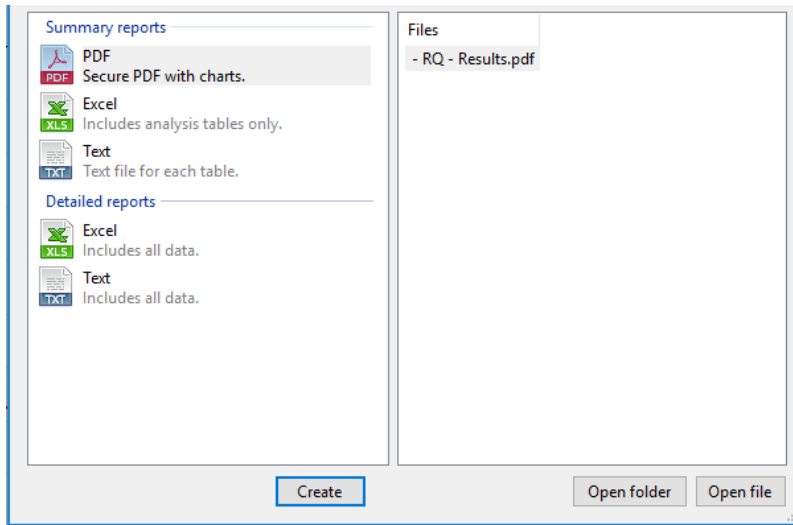 Summary reports
PDF
PDF
Secure PDF with charts.
Excel
XLS
Includes analysis tables only.
Text
TXT
Text file for each table.
Detailed reports
Excel
XLS
Includes all data.
Text
TXT
Includes all data.
Files
- RQ - Results.pdf
Create
Open folder
Open file